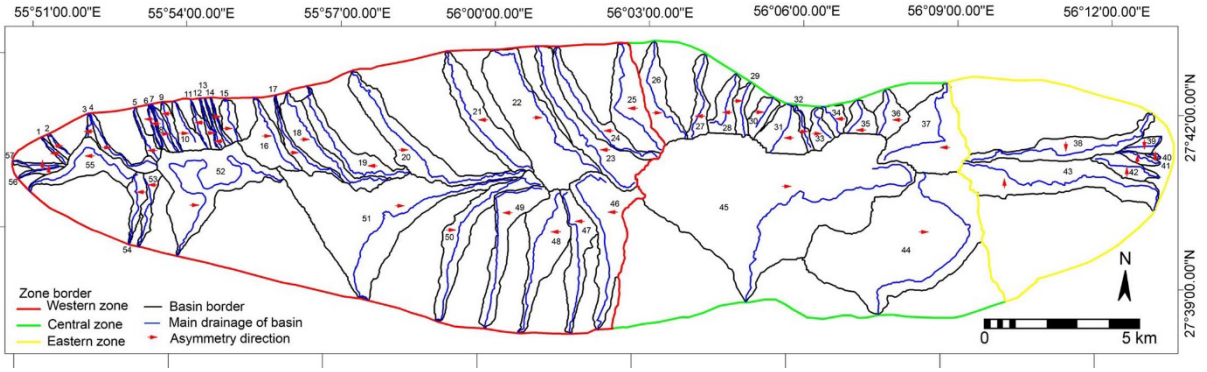 55°51'00.00"E 55°54'00.00"E 55°57'00.00"E 56°00'00.00"E 56°03'00.00"E 56°06'00.00"E 56°09'00.00"E 56°12'00.00"E
27°42'00.00"N
27°39'00.00"N
1 2 3 4 5 6 7 9 10 11 12 13 14 15 16 17 18 19 20 21 22 23 24 25 26 27 28 29 30 31 32 33 34 35 36 37 38 39 40 41 42 43 44 45 46 47 48 49 50 51 52 53 54 55 56 57
Zone border
Western zone
Central zone
Eastern zone
Basin border
Main drainage of basin
Asymmetry direction
N
0 5 km